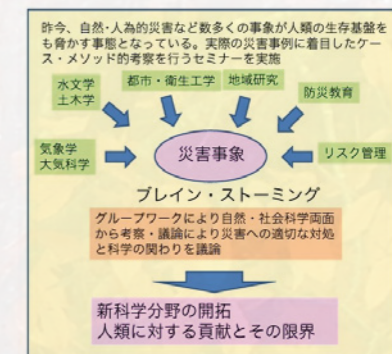 昨今、自然・人為的災害など数多くの事象が人類の生存基盤を
も脅かす事態となっている。実際の災害事例に着目したケー
ス・メソッド的考察を行うセミナーを実施
水文学
土木学
都市・衛生工学
地域研究
防災教育
気象学
大気科学
災害事象
リスク管理
ブレイン・ストーミング
グループワークにより自然・社会科学両面
から考察・議論により災害への適切な対処
と科学の関わりを議論
新科学分野の開拓
人類に対する貢献とその限界